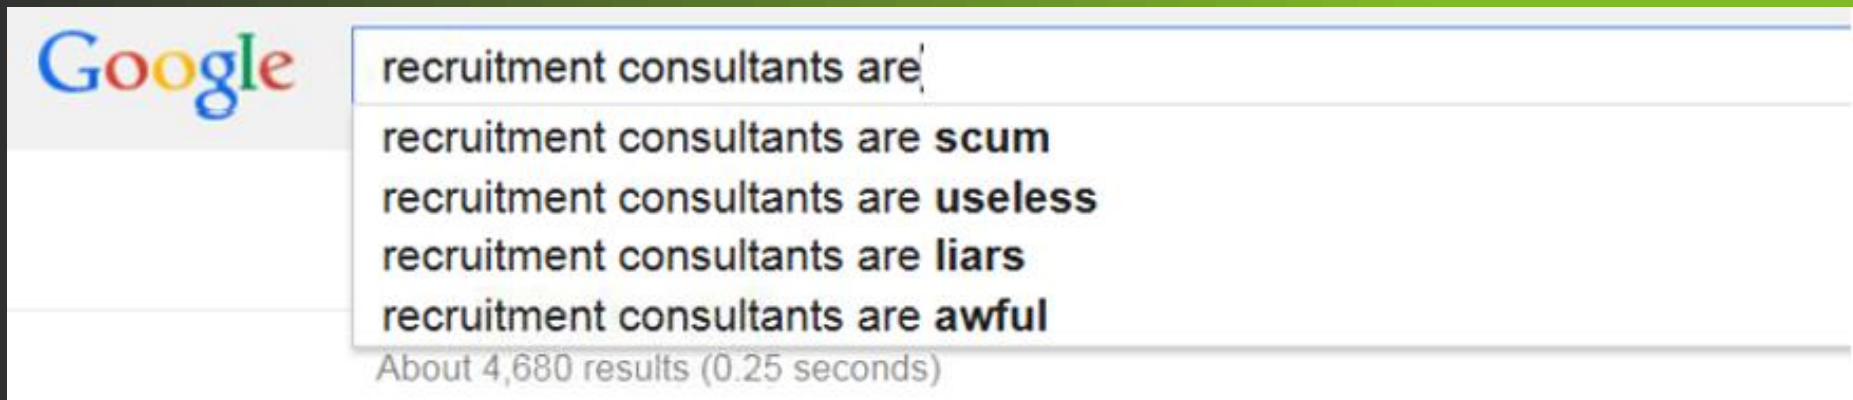 Google
recruitment consultants are
recruitment consultants are scum
recruitment consultants are useless
recruitment consultants are liars
recruitment consultants are awful
About 4,680 results (0.25 seconds)